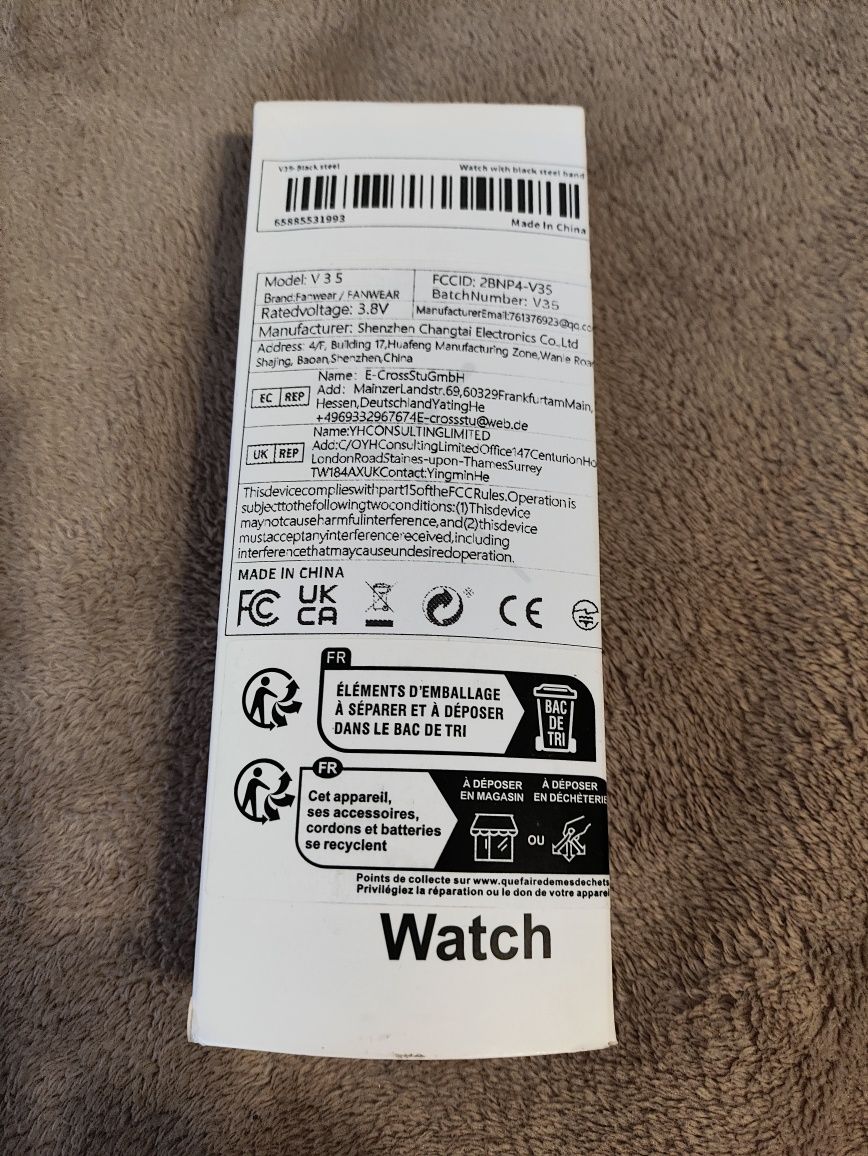 V35-Black steel
Watch with black steel band
65885531993
Made In China
Model: V 3 5
FCCID: 2BNP4-V35
Brand:Fanwear / FANWEAR
BatchNumber: V35
Ratedvoltage: 3.8V
ManufacturerEmail:761376923@qq.co
Manufacturer: Shenzhen Changtai Electronics Co.,Ltd
Address: 4/F, Building 17,Huafeng Manufacturing Zone,Wanle Roa
Shajing, Baoan,Shenzhen,China
EC REP
Name: E-CrossStuGmbH
Add: MainzerLandstr.69,60329FrankfurtamMain,
Hessen,DeutschlandYatingHe
+4969332967674E-crossstu@web.de
UK REP
Name:YHCONSULTINGLIMITED
Add:C/OYHConsultingLimitedOffice147CenturionHo
LondonRoadStaines-upon-ThamesSurrey
TW184AXUKContact:YingminHe
Thisdevicecomplieswithpart15oftheFCCRules.Operationis
subjecttothefollowingtwoconditions:(1)Thisdevice
maynotcauseharmfulinterference,and(2)thisdevice
mustacceptanyinterferencereceived,including
interferencethatmaycauseundesiredoperation.
MADE IN CHINA
FC
UK
CA
CE
FR
ÉLÉMENTS D'EMBALLAGE
À SÉPARER ET À DÉPOSER
DANS LE BAC DE TRI
BAC
DE
TRI
FR
Cet appareil,
ses accessoires,
cordons et batteries
se recyclent
À DÉPOSER
EN MAGASIN
OU
À DÉPOSER
EN DÉCHÈTERIE
Points de collecte sur www.quefairedemesdechets
Privilégiez la réparation ou le don de votre apparei
Watch